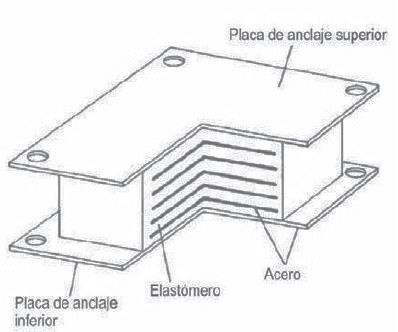 Placa de anclaje superior
Elastómero
Acero
Placa de anclaje
inferior